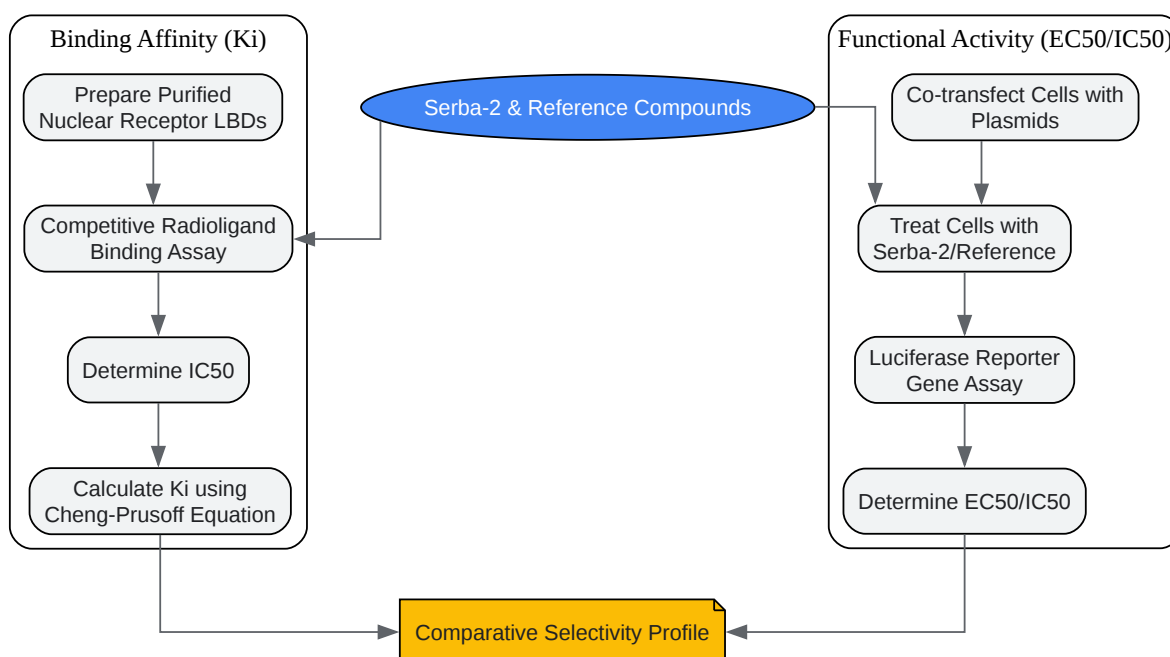 Binding Affinity (Ki)
Prepare Purified
Nuclear Receptor LBDs
Competitive Radioligand
Binding Assay
Determine IC50
Calculate Ki using
Cheng-Prusoff Equation
Serba-2 & Reference Compounds
Functional Activity (EC50/IC50)
Co-transfect Cells with
Plasmids
Treat Cells with
Serba-2/Reference
Luciferase Reporter
Gene Assay
Determine EC50/IC50
Comparative Selectivity Profile